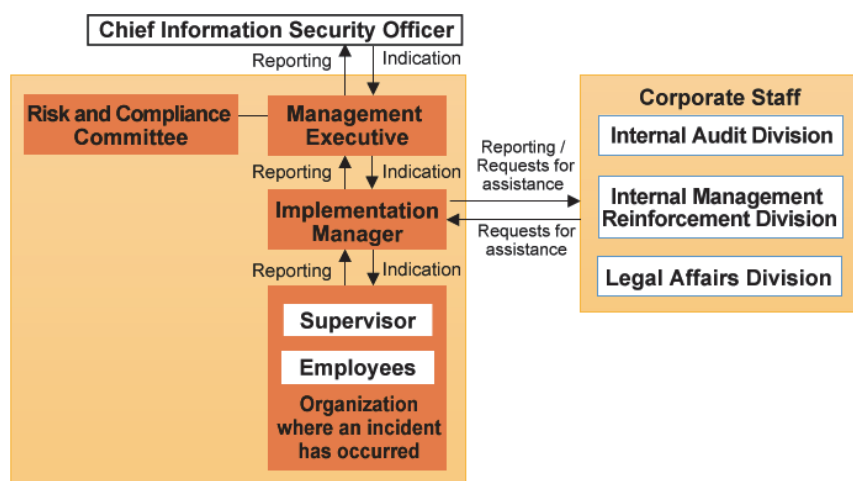 Chief Information Security Officer
Reporting
Indication
Risk and Compliance
Committee
Management
Executive
Reporting
Indication
Implementation
Manager
Reporting
Indication
Supervisor
Employees
Organization
where an incident
has occurred
Reporting /
Requests for
assistance
Requests for
assistance
Corporate Staff
Internal Audit Division
Internal Management
Reinforcement Division
Legal Affairs Division